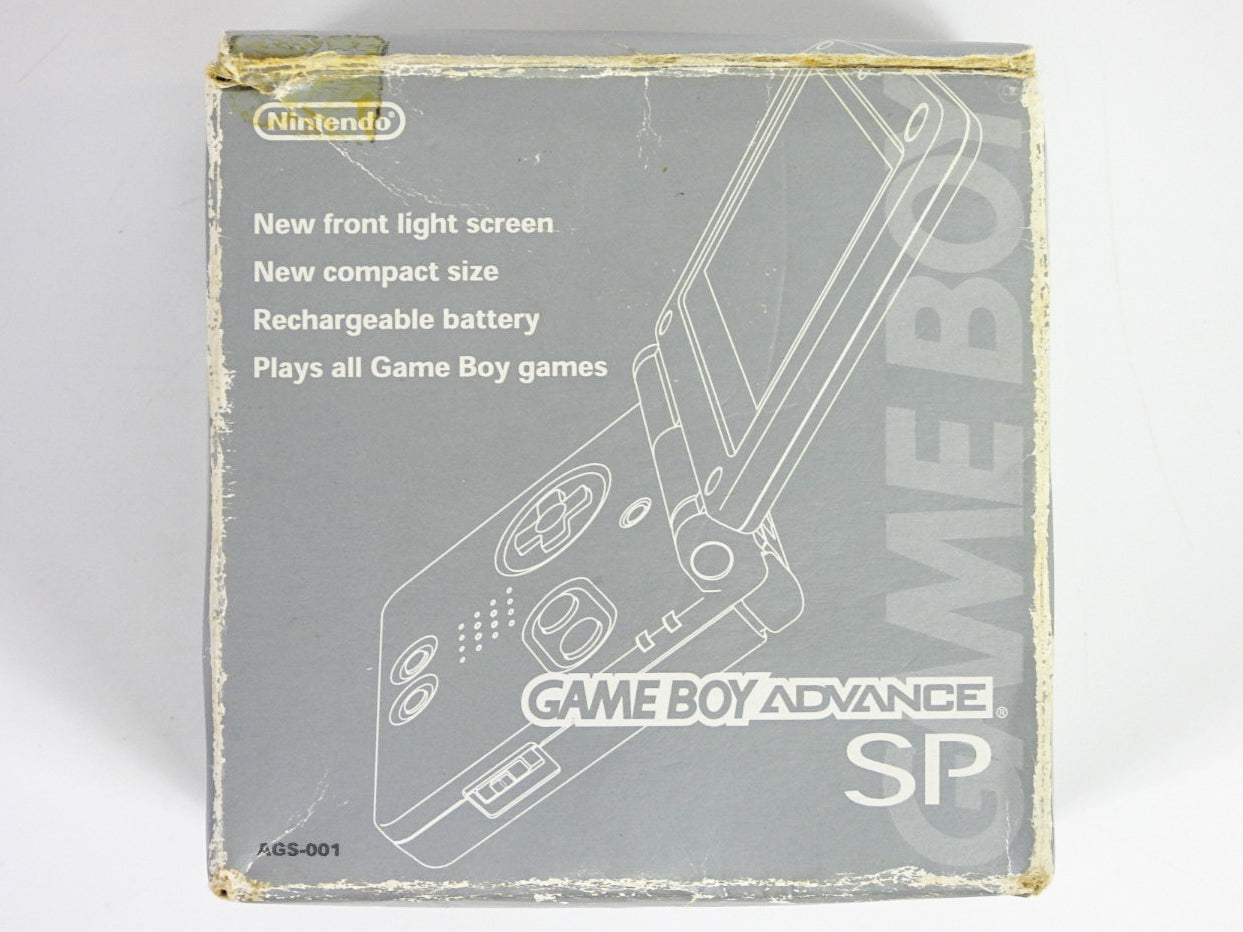 Nintendo®
New front light screen
New compact size
Rechargeable battery
Plays all Game Boy games
GAME BOY ADVANCE®
SP
AGS-001
GAME BOY®